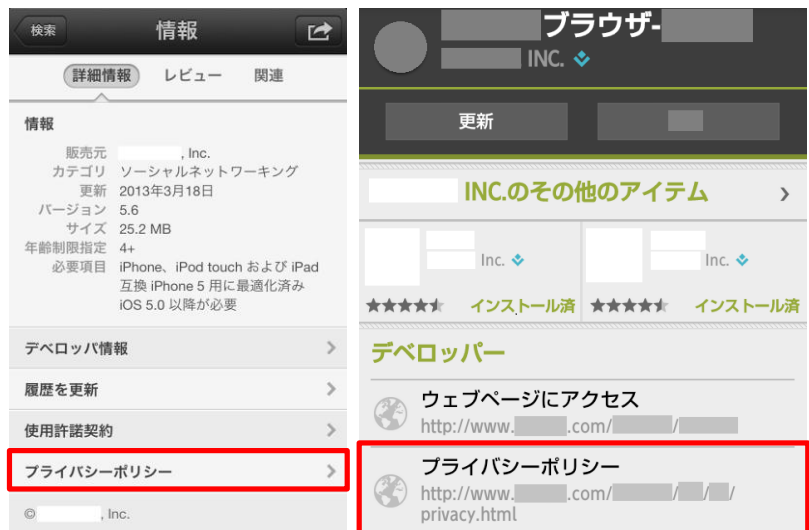 検索
情報
詳細情報
レビュー
関連
情報
販売元 , Inc.
カテゴリ ソーシャルネットワーキング
更新 2013年3月18日
バージョン 5.6
サイズ 25.2 MB
年齢制限指定 4+
必要項目 iPhone、iPod touch および iPad
互換 iPhone 5 用に最適化済み
iOS 5.0 以降が必要
デベロッパ情報
履歴を更新
使用許諾契約
プライバシーポリシー
© , Inc.
ブラウザ-
INC.
更新
INC.のその他のアイテム
Inc.
インストール済
Inc.
インストール済
デベロッパー
ウェブページにアクセス
http://www. .com/ /
プライバシーポリシー
http://www. .com/ / / /
privacy.html